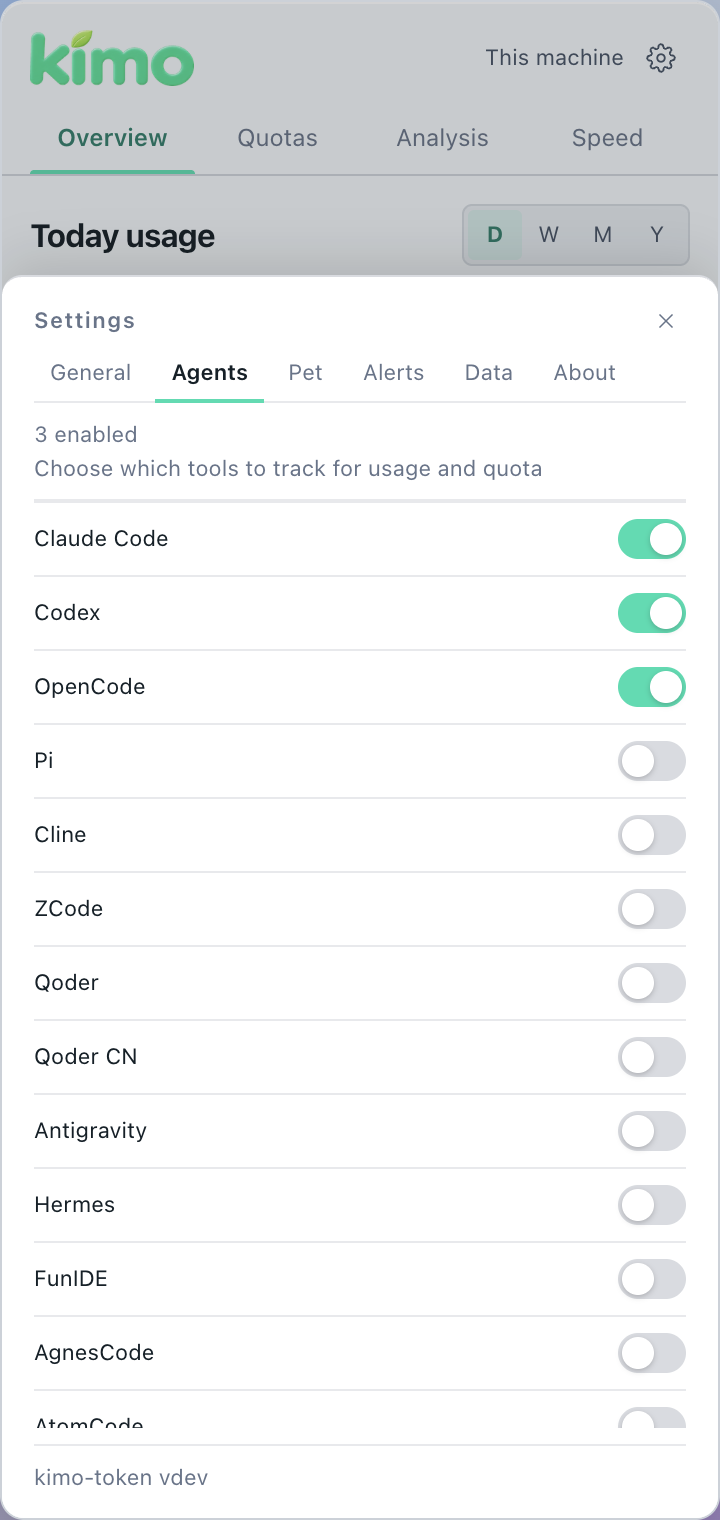 kimo
This machine
Overview Quotas Analysis Speed
Today usage
D W M Y
Settings
General Agents Pet Alerts Data About
3 enabled
Choose which tools to track for usage and quota
Claude Code
Codex
OpenCode
Pi
Cline
ZCode
Qoder
Qoder CN
Antigravity
Hermes
FunIDE
AgnesCode
AtomCode
kimo-token vdev